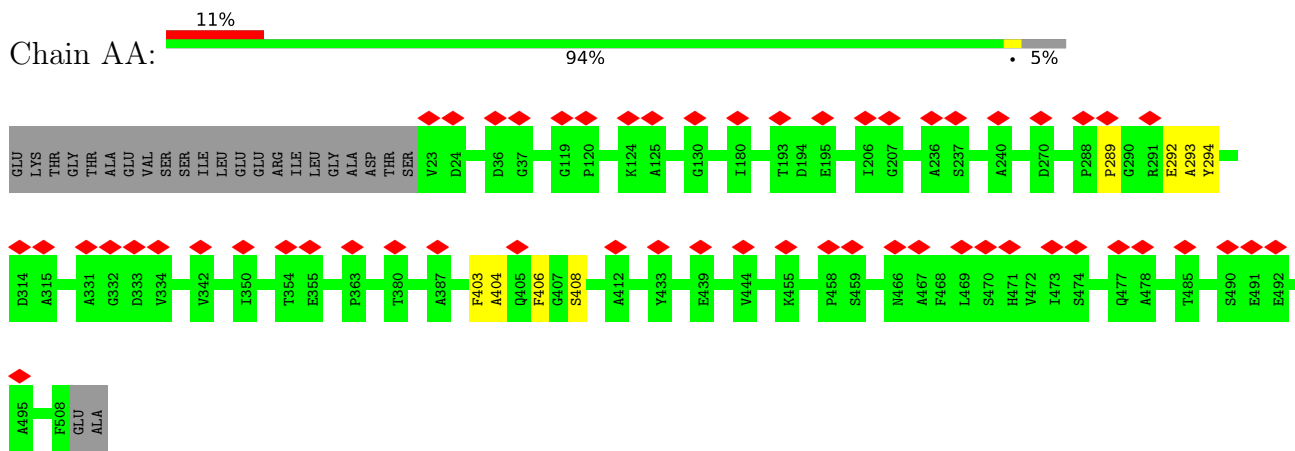 11%
Chain AA:
94% • 5%
GLU LYS THR GLY THR ALA GLU VAL SER SER ILE LEU GLU GLU ARG ILE LEU GLY ALA ASP THR SER V23 D24 D36 G37 G119 P120 K124 A125 G130 I180 T193 D194 E195 I206 G207 A236 S237 A240 D270 P288 P289 G290 R291 E292 A293 Y294
D314 A315 A331 G332 D333 V334 V342 I350 T354 E355 P363 T380 A387 F403 A404 Q405 F406 G407 S408 A412 Y433 E439 V444 K455 P458 S459 N466 A467 F468 L469 S470 H471 V472 I473 S474 Q477 A478 T485 S490 E491 E492
A495 F508 GLU ALA